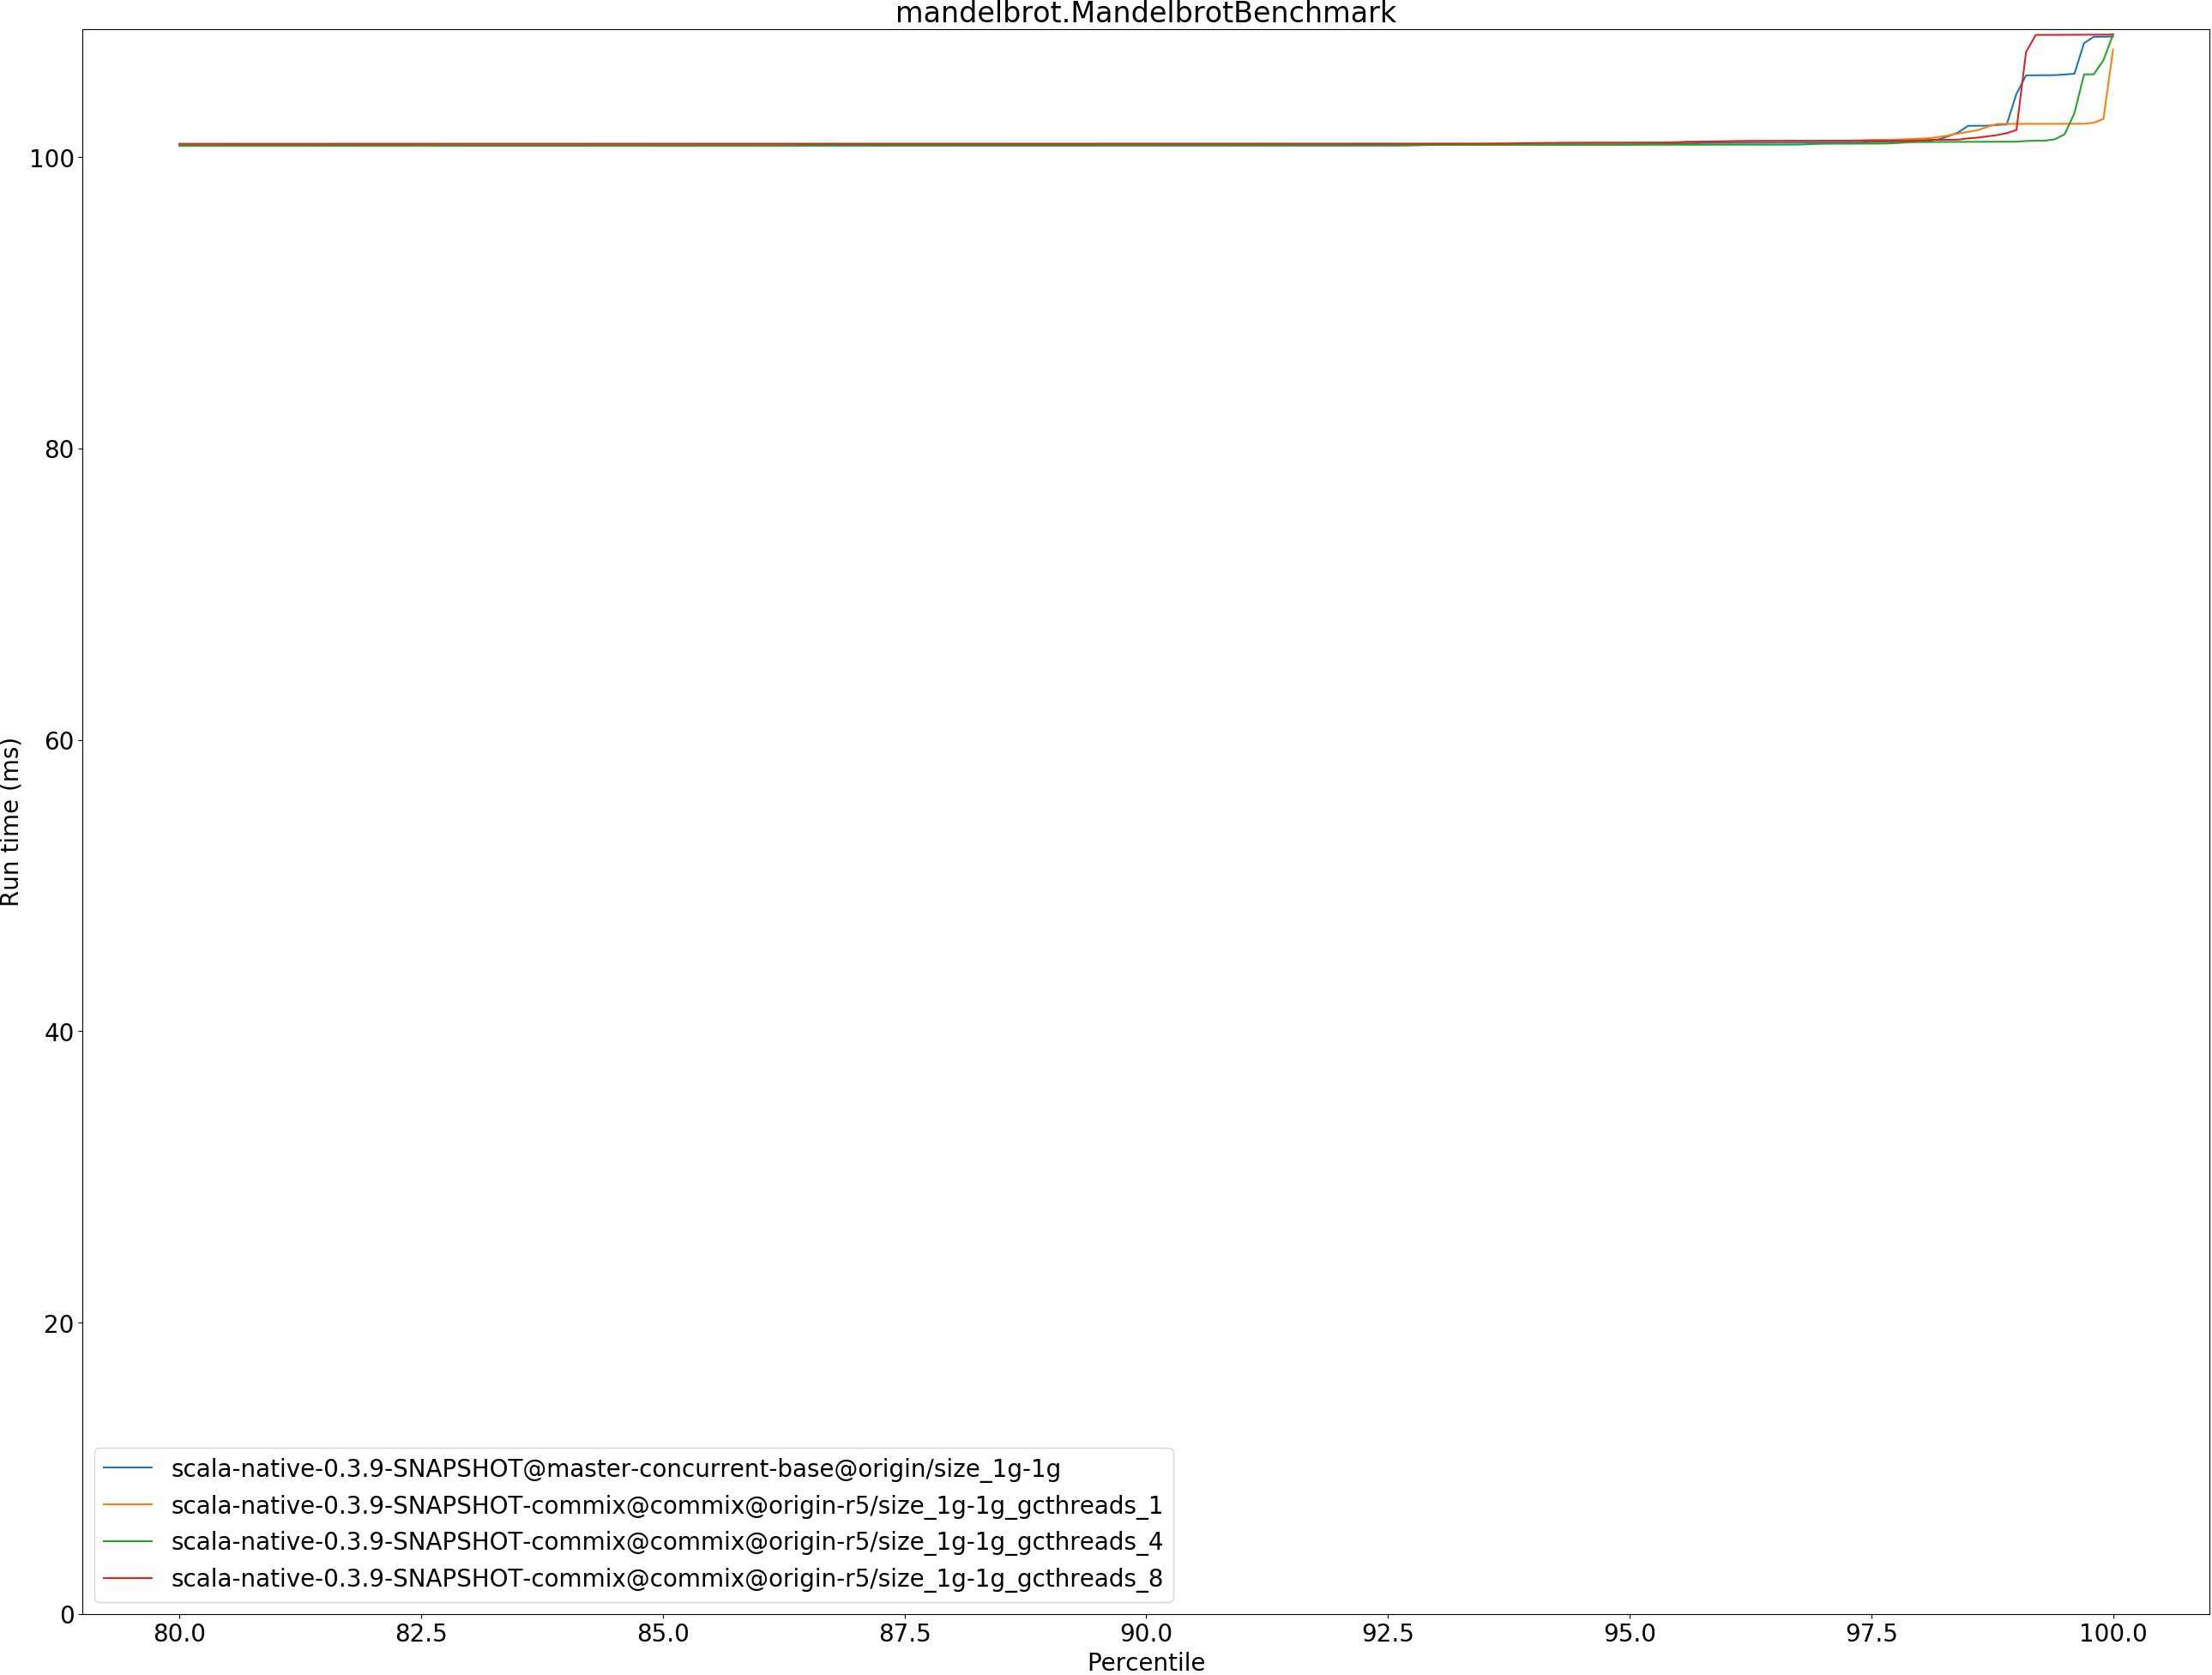 mandelbrot.MandelbrotBenchmark
100
80
60
40
20
0
Run time (ms)
scala-native-0.3.9-SNAPSHOT@master-concurrent-base@origin/size_1g-1g
scala-native-0.3.9-SNAPSHOT-commix@commix@origin-r5/size_1g-1g_gcthreads_1
scala-native-0.3.9-SNAPSHOT-commix@commix@origin-r5/size_1g-1g_gcthreads_4
scala-native-0.3.9-SNAPSHOT-commix@commix@origin-r5/size_1g-1g_gcthreads_8
80.0 82.5 85.0 87.5 90.0 92.5 95.0 97.5 100.0
Percentile